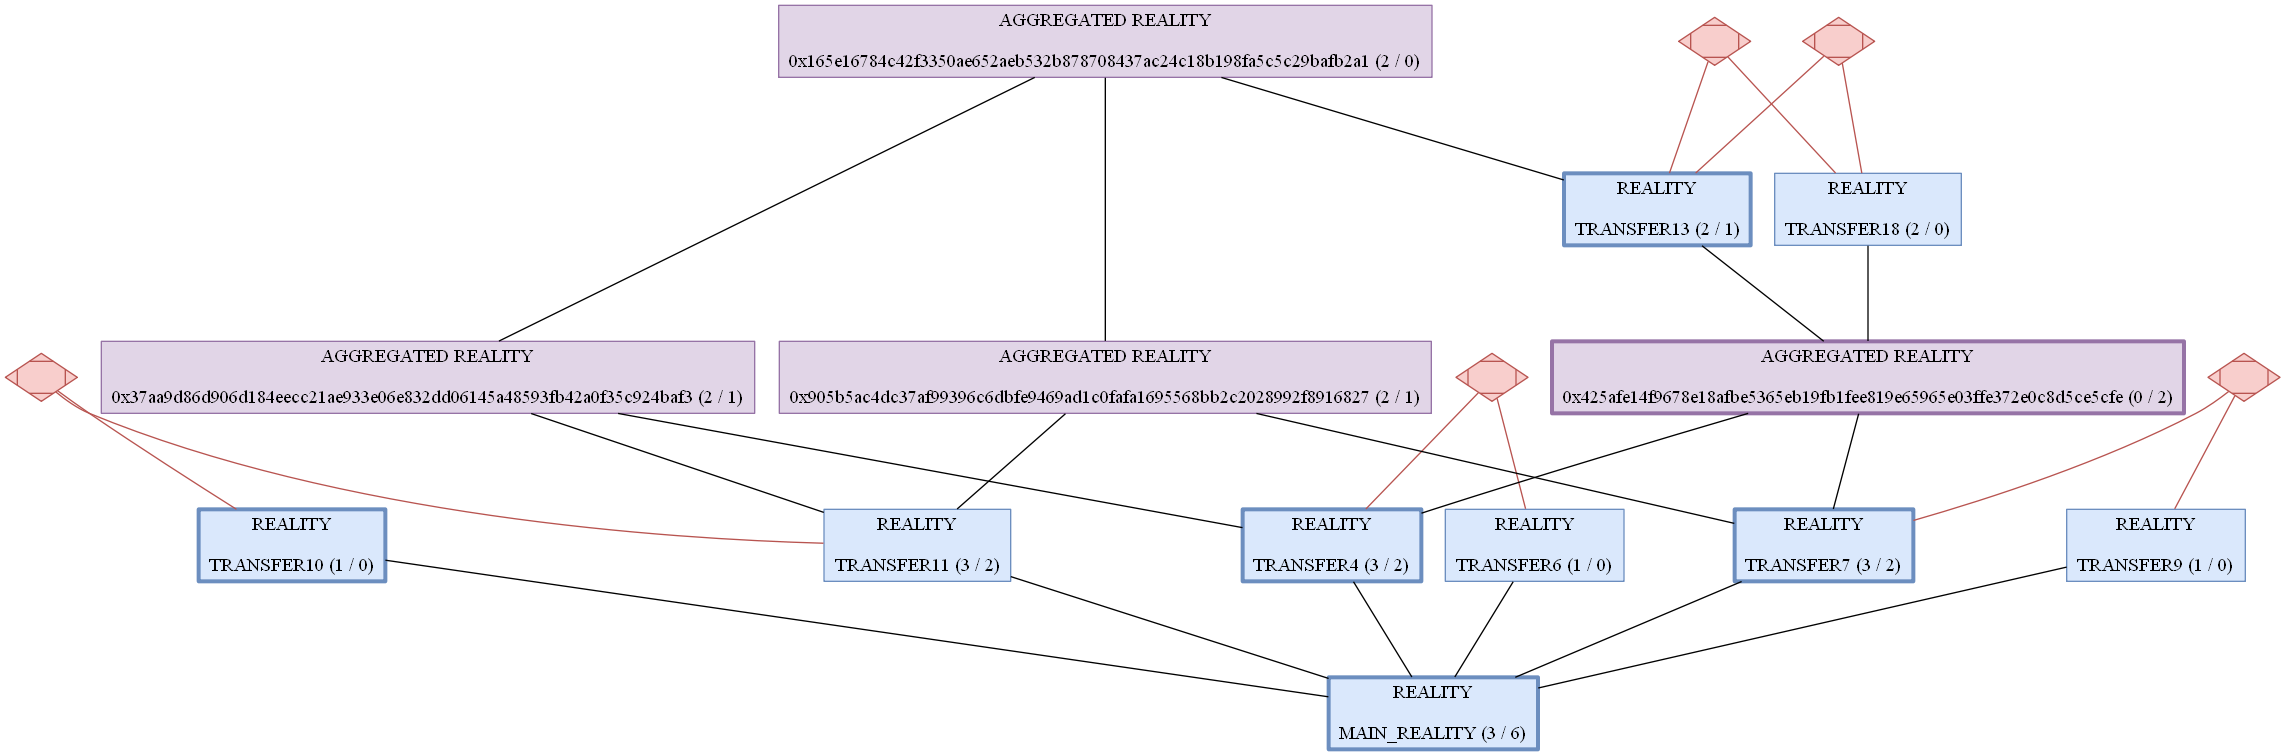 AGGREGATED REALITY
0x165e16784c42f3350ae652aeb532b878708437ac24c18b198fa5c5c29bafb2a1 (2 / 0)
REALITY
TRANSFER13 (2 / 1)
REALITY
TRANSFER18 (2 / 0)
AGGREGATED REALITY
0x37aa9d86d906d184eecc21ae933e06e832dd06145a48593fb42a0f35c924baf3 (2 / 1)
AGGREGATED REALITY
0x905b5ac4dc37af99396c6dbfe9469ad1c0fafa1695568bb2c2028992f8916827 (2 / 1)
AGGREGATED REALITY
0x425afe14f9678e18afbe5365eb19fb1fee819e65965e03ffe372e0c8d5ce5cfe (0 / 2)
REALITY
TRANSFER10 (1 / 0)
REALITY
TRANSFER11 (3 / 2)
REALITY
TRANSFER4 (3 / 2)
REALITY
TRANSFER6 (1 / 0)
REALITY
TRANSFER7 (3 / 2)
REALITY
TRANSFER9 (1 / 0)
REALITY
MAIN_REALITY (3 / 6)